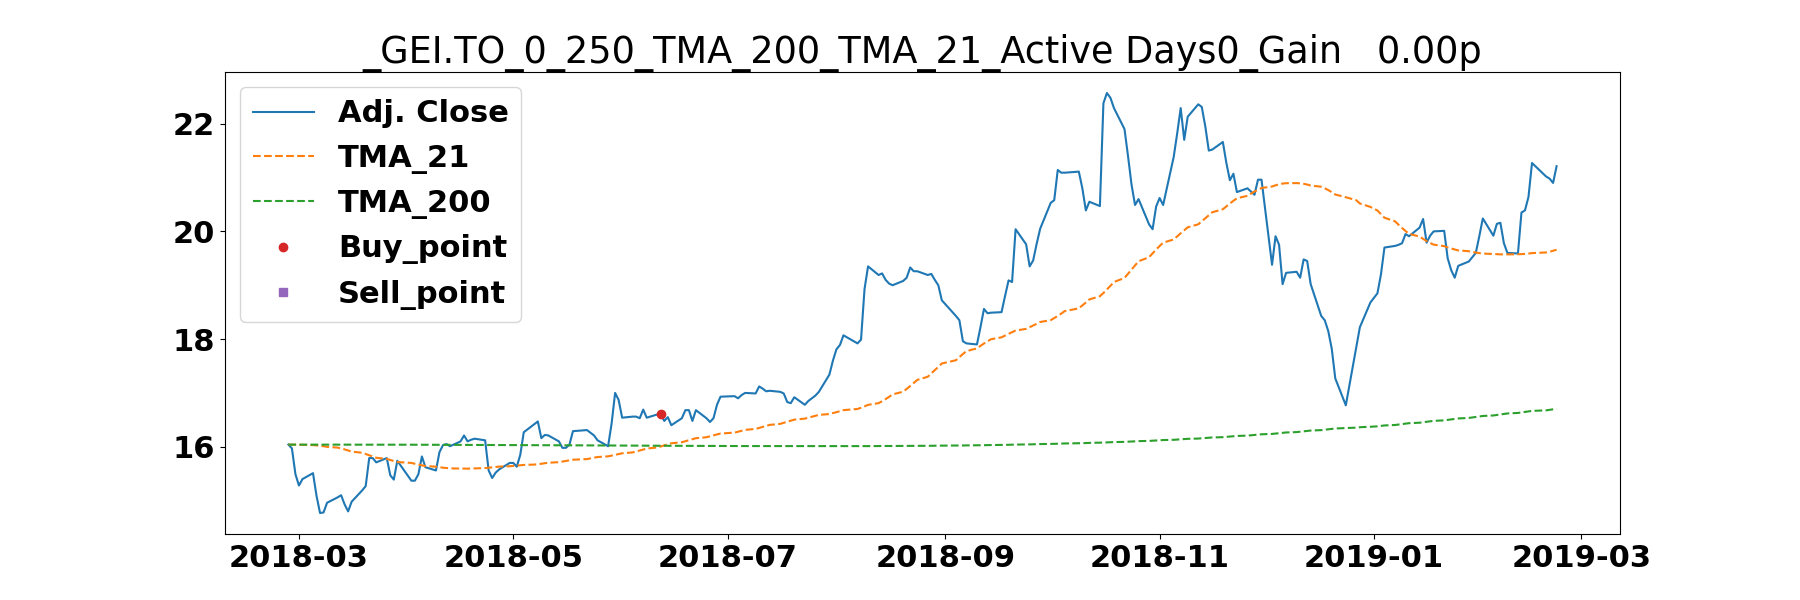 _GEI.TO_0_250_TMA_200_TMA_21_Active Days0_Gain   0.00p
Adj. Close
TMA_21
TMA_200
Buy_point
Sell_point
22
20
18
16
2018-03 2018-05 2018-07 2018-09 2018-11 2019-01 2019-03